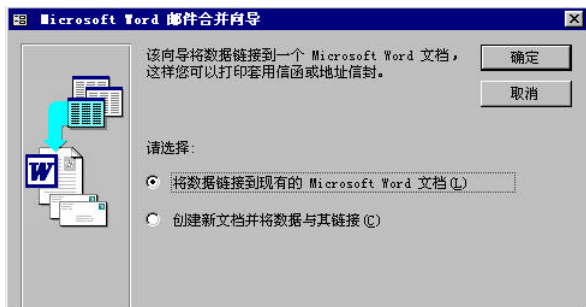 Microsoft Word 邮件合并向导
该向导将数据链接到一个 Microsoft Word 文档，
这样您可以打印套用信函或地址信封。
确定
取消
请选择：
将数据链接到现有的 Microsoft Word 文档(L)
创建新文档并将数据与其链接(C)
W